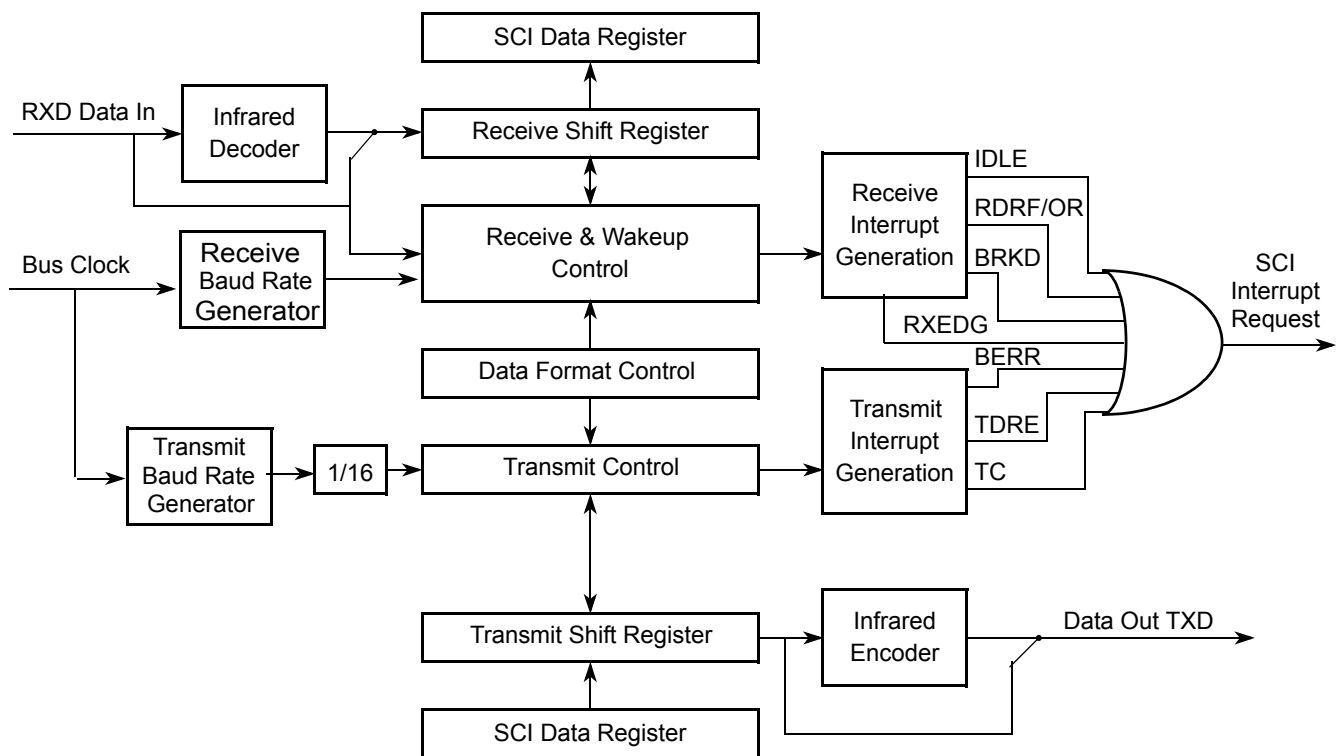 SCI Data Register
RXD Data In
Infrared
Decoder
Receive Shift Register
IDLE
Receive
Interrupt
Generation
RDRF/OR
BRKD
Receive & Wakeup
Control
Bus Clock
Receive
Baud Rate
Generator
SCI
Interrupt
Request
RXEDG
BERR
Data Format Control
Transmit
Interrupt
Generation
TDRE
TC
Transmit
Baud Rate
Generator
1/16
Transmit Control
Transmit Shift Register
Infrared
Encoder
Data Out TXD
SCI Data Register